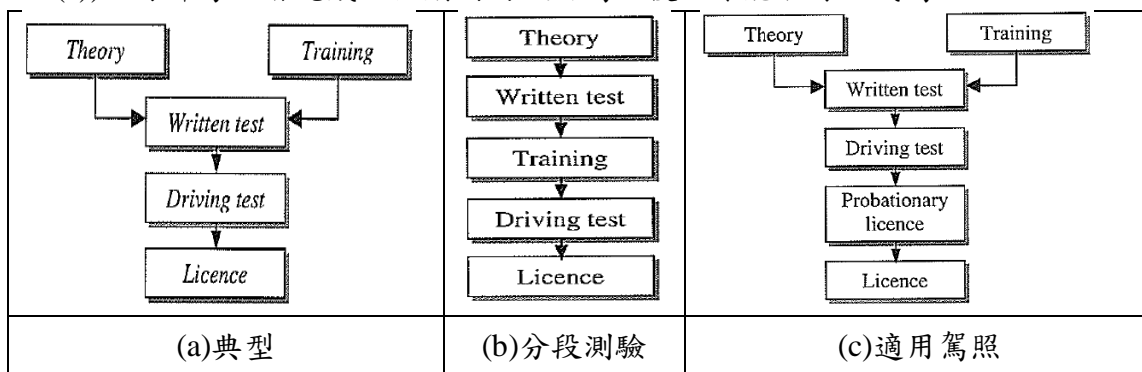 Theory
Training
Written test
Driving test
Licence
Theory
Written test
Training
Driving test
Licence
Theory
Training
Written test
Driving test
Probationary
licence
Licence
(a)典型
(b)分段測驗
(c)適用駕照